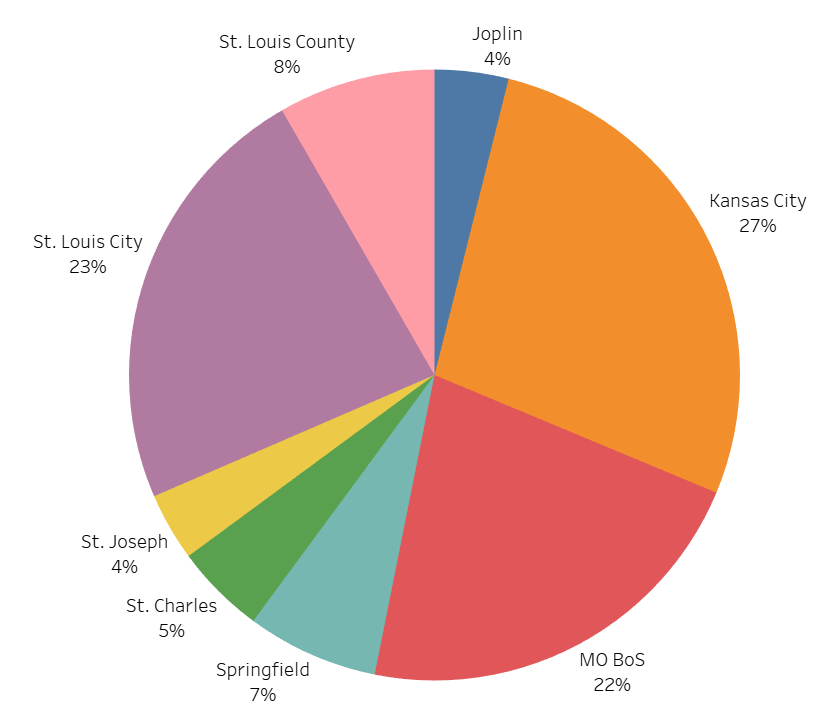 Joplin
4%
Kansas City
27%
MO BoS
22%
Springfield
7%
St. Charles
5%
St. Joseph
4%
St. Louis City
23%
St. Louis County
8%